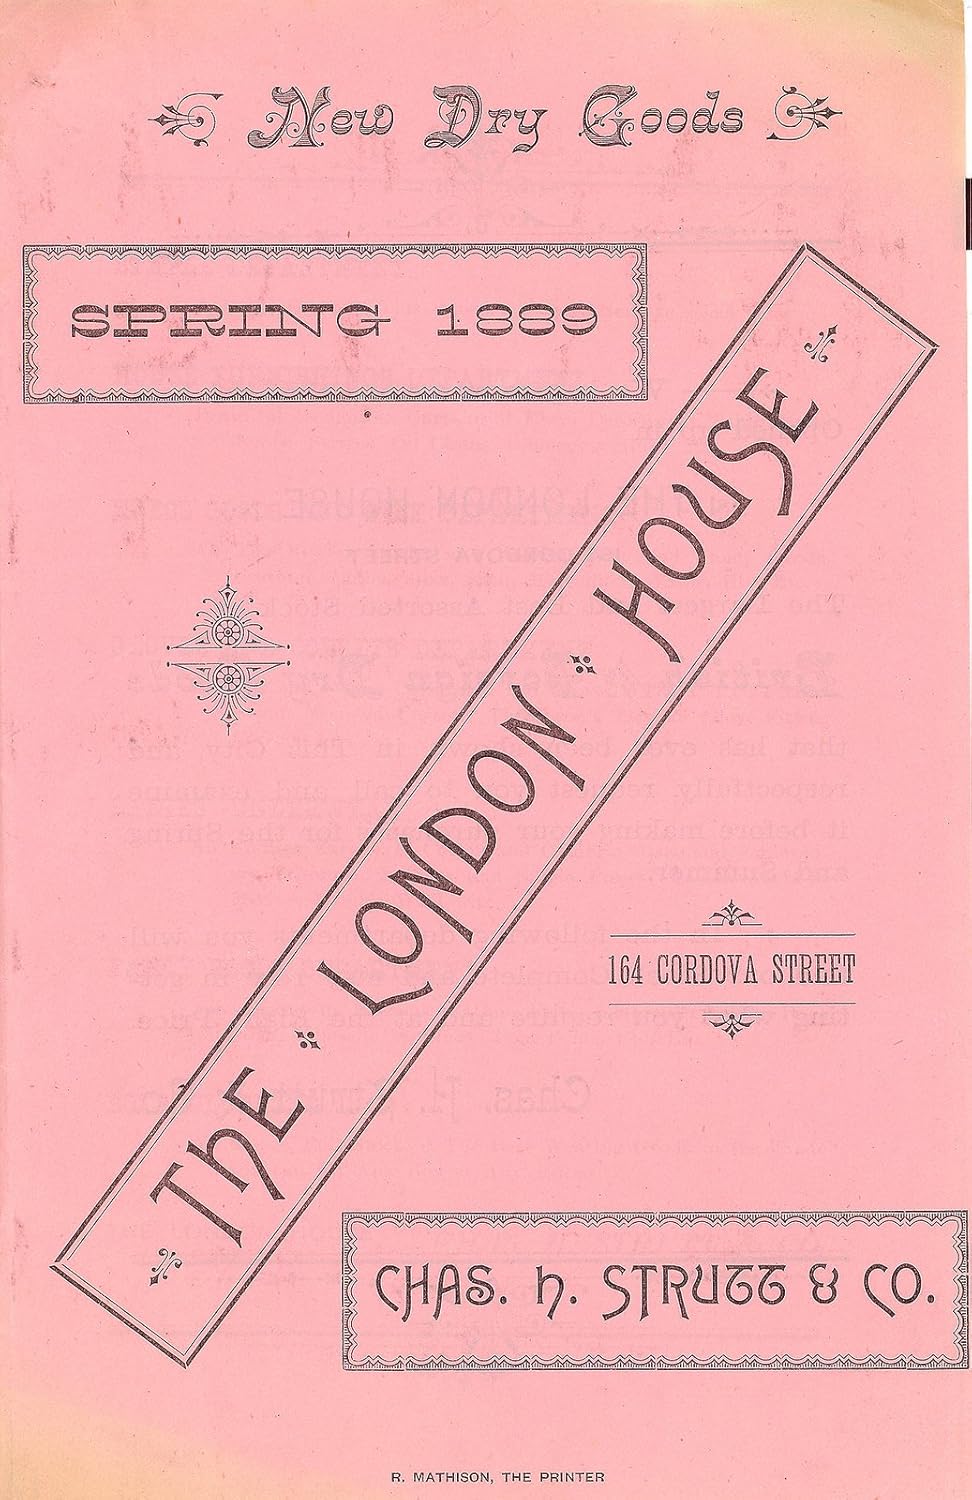 New Dry Goods
SPRING 1889
THE LONDON HOUSE
164 CORDOVA STREET
CHAS. H. STRUTT & CO.
R. MATHISON, THE PRINTER